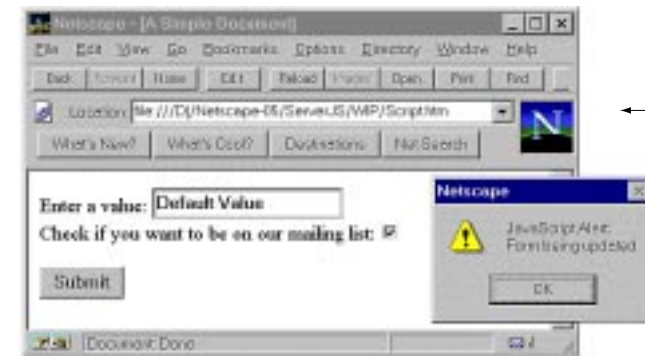 Netscape - [A Simple Document]
File Edit View Go Bookmarks Options Directory Window Help
Back Forward Home Edit Reload Images Open Print Find
Location: file:///D|/Netscape-05/ServerJS/WIP/Script.htm
N
What's New? What's Cool? Destinations Net Search
Enter a value: Default Value
Check if you want to be on our mailing list:
Submit
Netscape
JavaScript Alert:
Form being updated
OK
Document: Done